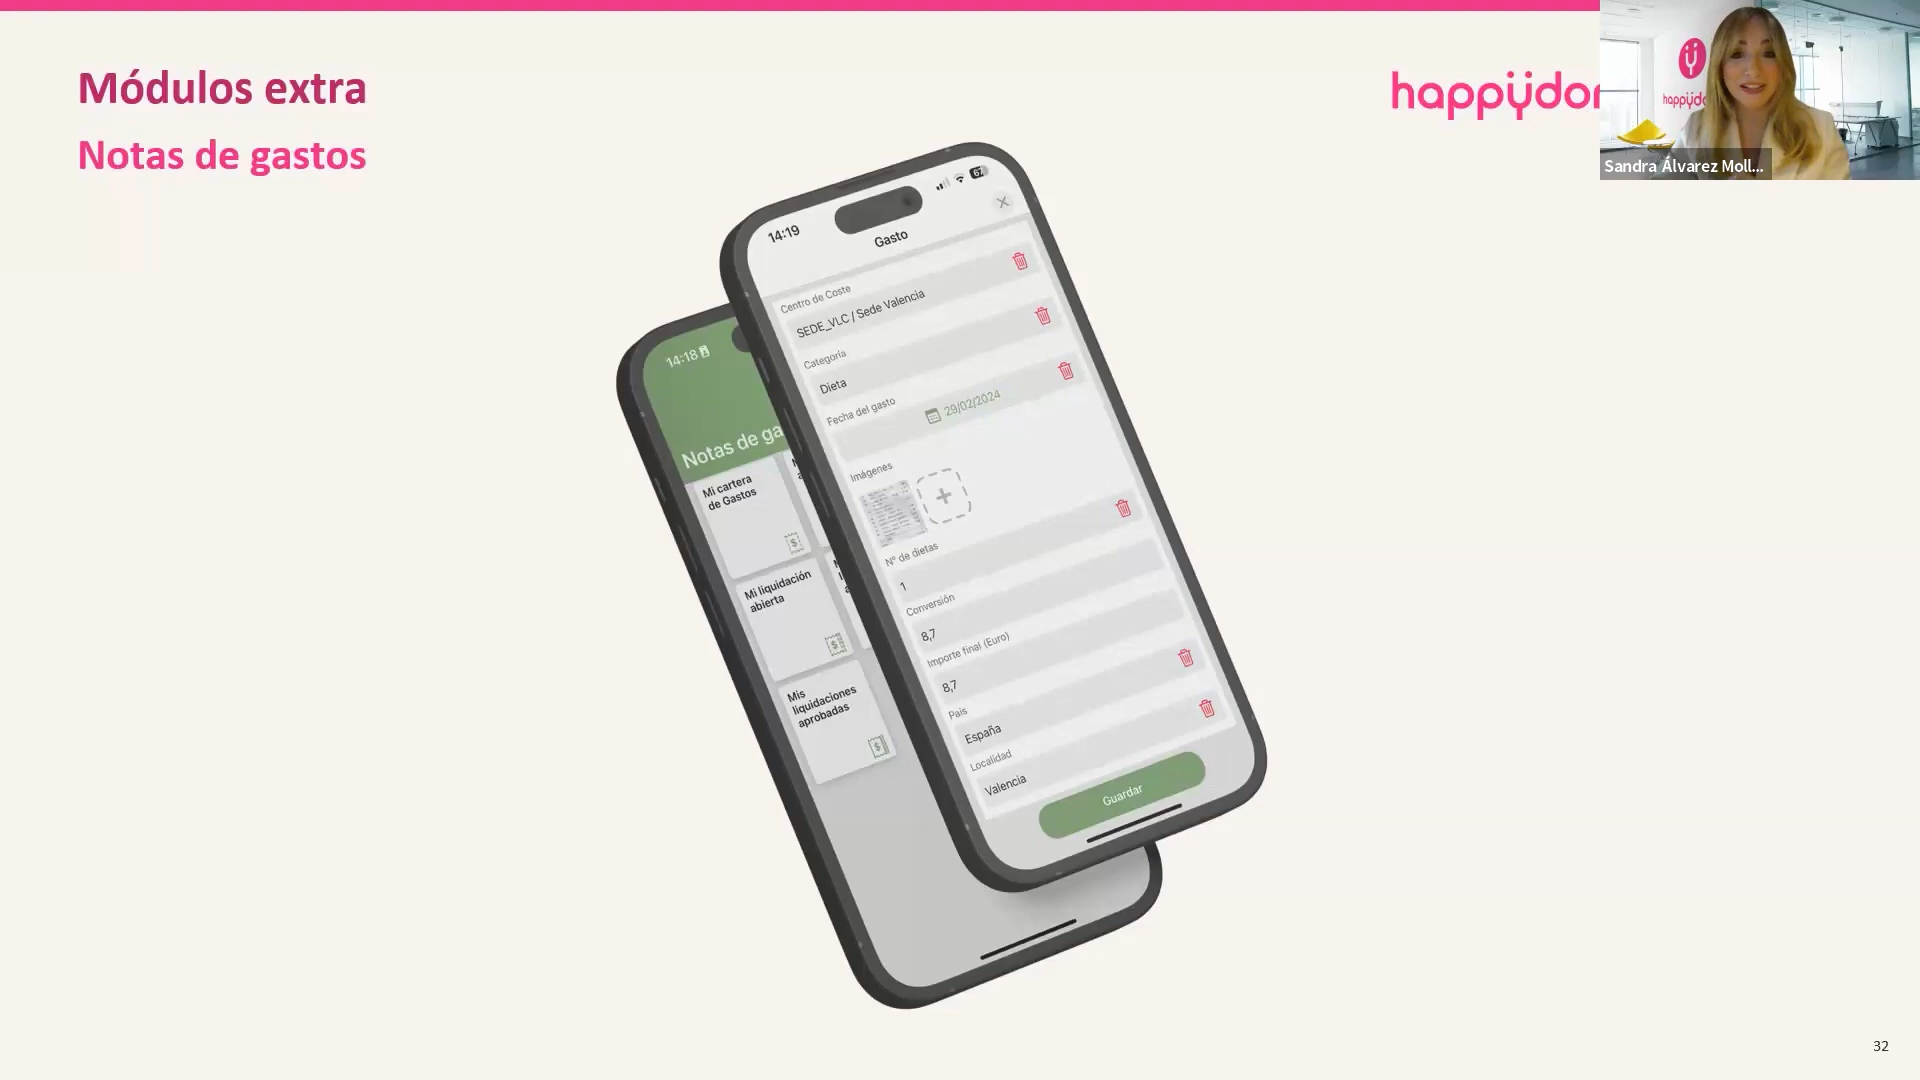 Módulos extra
Notas de gastos
happÿdon
happÿdo
Sandra Álvarez Moll...
14:19
67
Gasto
Centro de Coste
SEDE_VLC / Sede Valencia
Categoría
Dieta
Fecha del gasto
29/02/2024
Imágenes
Nº de dietas
1
Conversión
8,7
Importe final (Euro)
8,7
País
España
Localidad
Valencia
Guardar
14:18
Notas de ga
Mi cartera
de Gastos
Mi liquidación
abierta
Mis
liquidaciones
aprobadas
32